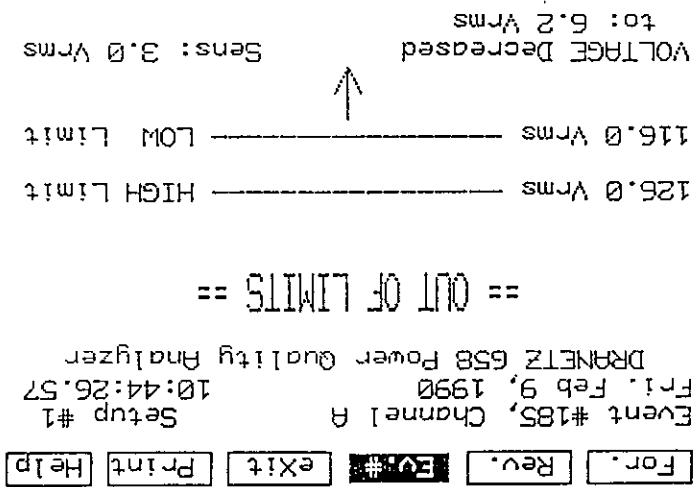 For. Rev. EV.# eXit Print Help
Event #185, Channel A Setup #1
Fri. Feb 9, 1990 10:44:26.57
DRANETZ 658 Power Quality Analyzer
== OUT OF LIMITS ==
126.0 Vrms HIGH Limit
116.0 Vrms LOW Limit
VOLTAGE Decreased Sens: 3.0 Vrms
to: 6.2 Vrms